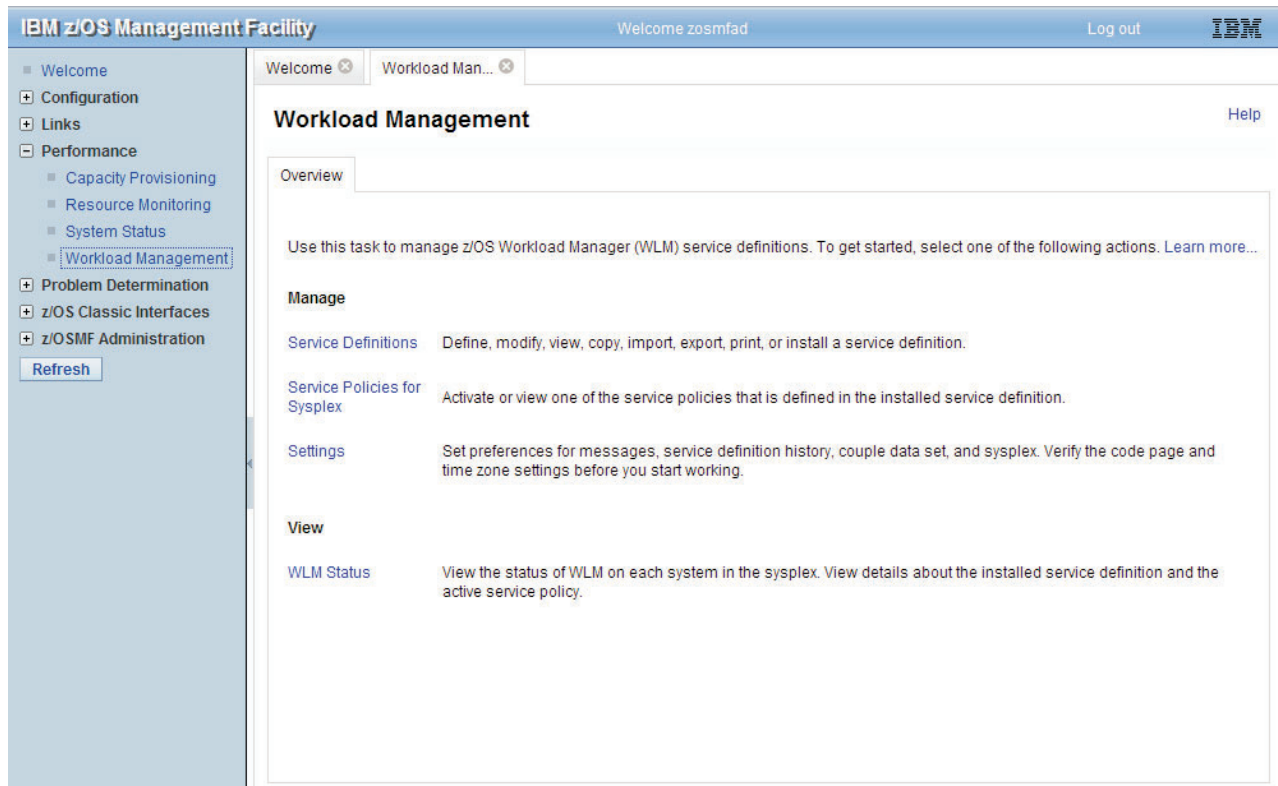 IBM z/OS Management Facility
Welcome zosmfad
Log out
IBM
Welcome
Configuration
Links
Performance
Capacity Provisioning
Resource Monitoring
System Status
Workload Management
Problem Determination
z/OS Classic Interfaces
z/OSMF Administration
Refresh
Welcome
Workload Man...
Workload Management
Help
Overview
Use this task to manage z/OS Workload Manager (WLM) service definitions. To get started, select one of the following actions. Learn more...
Manage
Service Definitions
Define, modify, view, copy, import, export, print, or install a service definition.
Service Policies for
Sysplex
Activate or view one of the service policies that is defined in the installed service definition.
Settings
Set preferences for messages, service definition history, couple data set, and sysplex. Verify the code page and
time zone settings before you start working.
View
WLM Status
View the status of WLM on each system in the sysplex. View details about the installed service definition and the
active service policy.